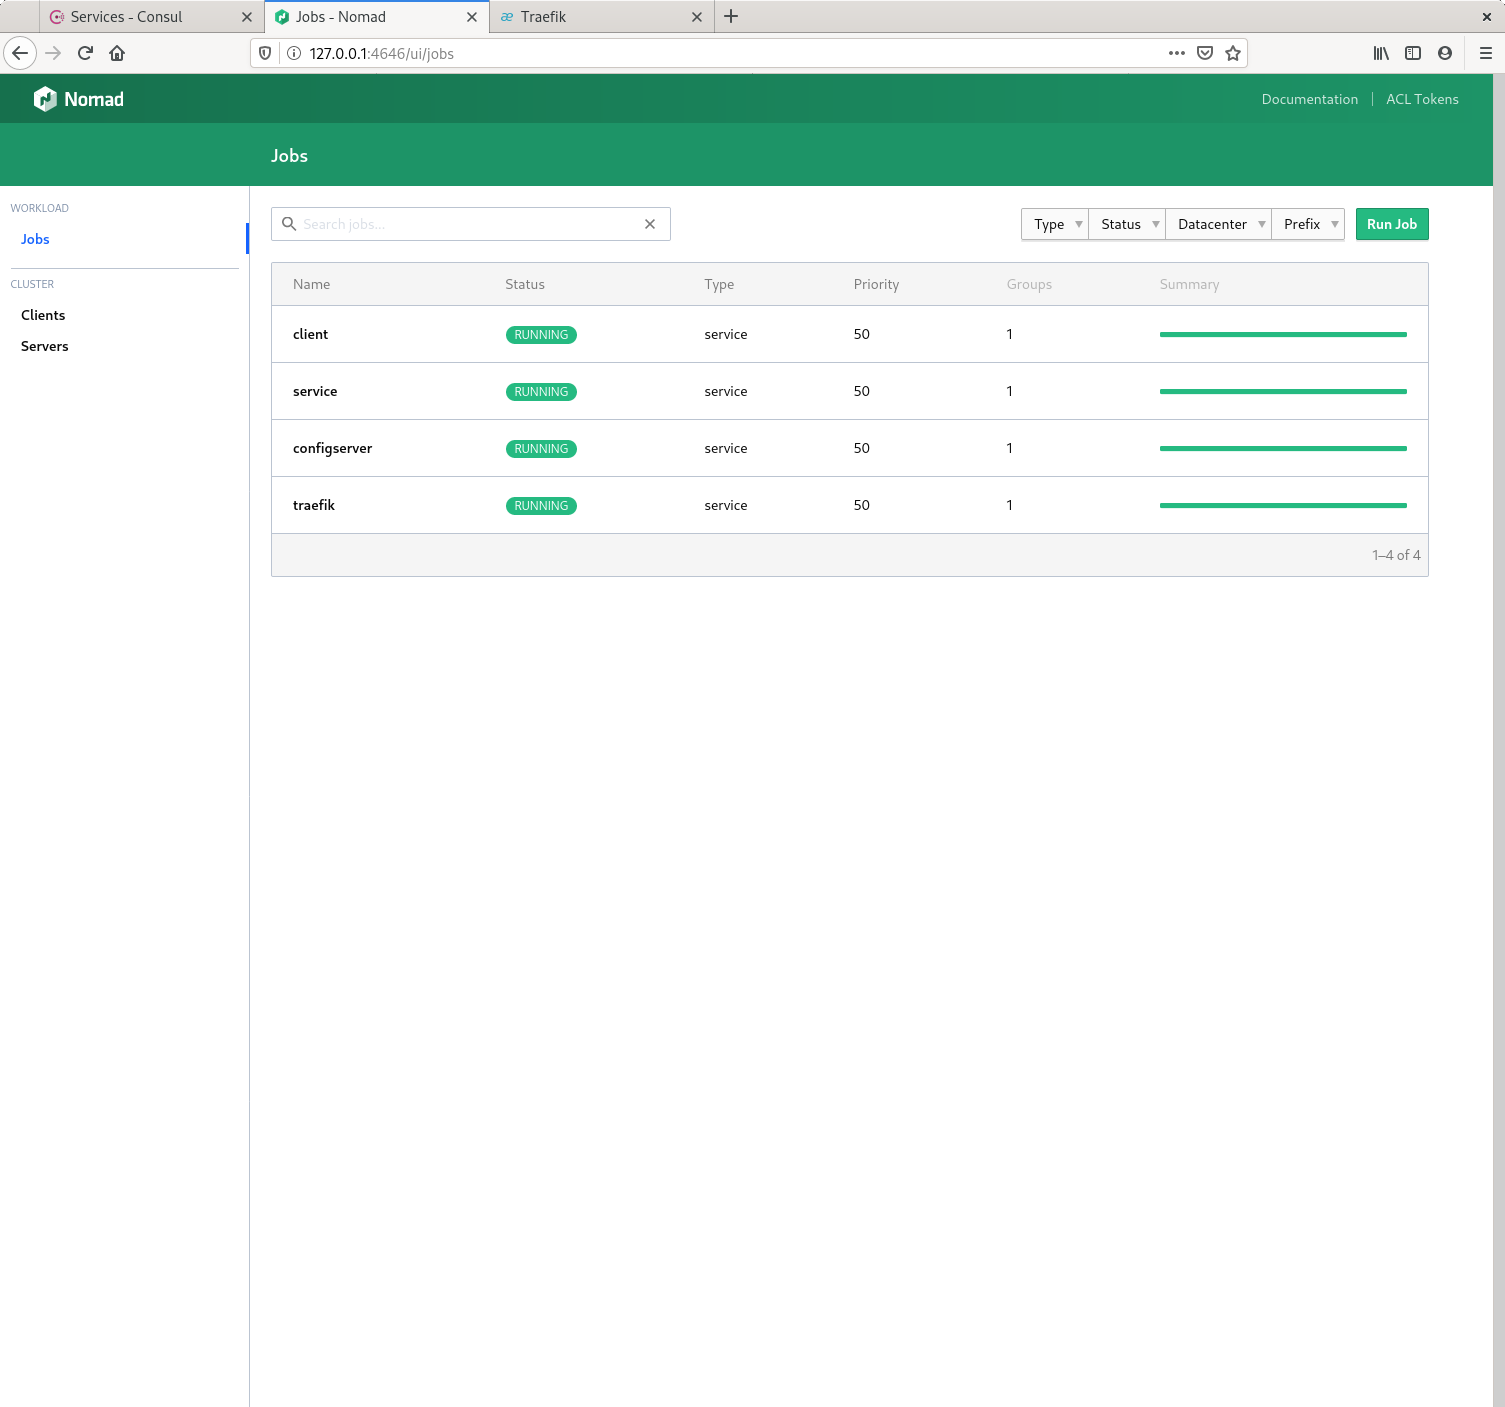 Services - Consul
Jobs - Nomad
Traefik
127.0.0.1:4646/ui/jobs
Nomad
Documentation
ACL Tokens
Jobs
WORKLOAD
Jobs
CLUSTER
Clients
Servers
Search jobs...
Type
Status
Datacenter
Prefix
Run Job
Name Status Type Priority Groups Summary
client RUNNING service 50 1
service RUNNING service 50 1
configserver RUNNING service 50 1
traefik RUNNING service 50 1
1–4 of 4